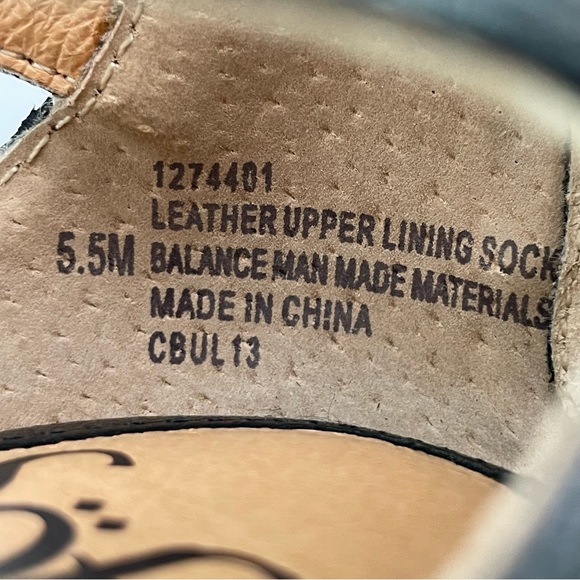 1274401
LEATHER UPPER LINING SOCK
5.5M BALANCE MAN MADE MATERIALS
MADE IN CHINA
CBUL13